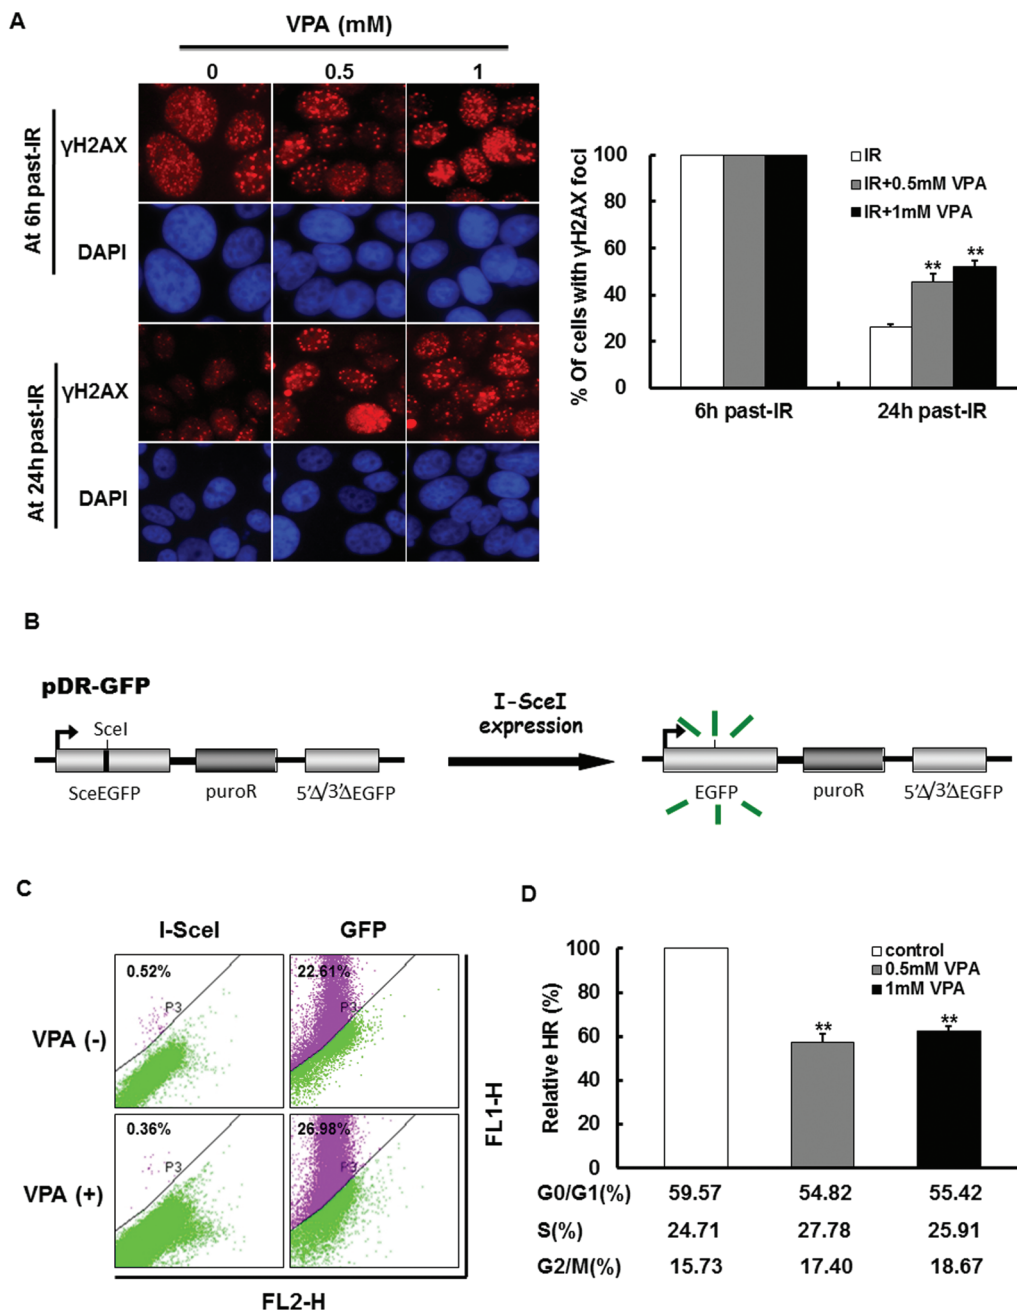 A
VPA (mM)
0 0.5 1
At 6h past-IR
γH2AX
DAPI
At 24h past-IR
γH2AX
DAPI
% Of cells with γH2AX foci
100
80
60
40
20
0
IR
IR+0.5mM VPA
IR+1mM VPA
** **
6h past-IR 24h past-IR
B
pDR-GFP
SceI
SceEGFP puroR 5'Δ/3'ΔEGFP
I-SceI
expression
EGFP puroR 5'Δ/3'ΔEGFP
C
I-SceI GFP
VPA (-)
0.52% 22.61%
P3 P3
VPA (+)
0.36% 26.98%
P3 P3
FL1-H
FL2-H
D
Relative HR (%)
100
80
60
40
20
0
control
0.5mM VPA
1mM VPA
** **
G0/G1(%) 59.57 54.82 55.42
S(%) 24.71 27.78 25.91
G2/M(%) 15.73 17.40 18.67